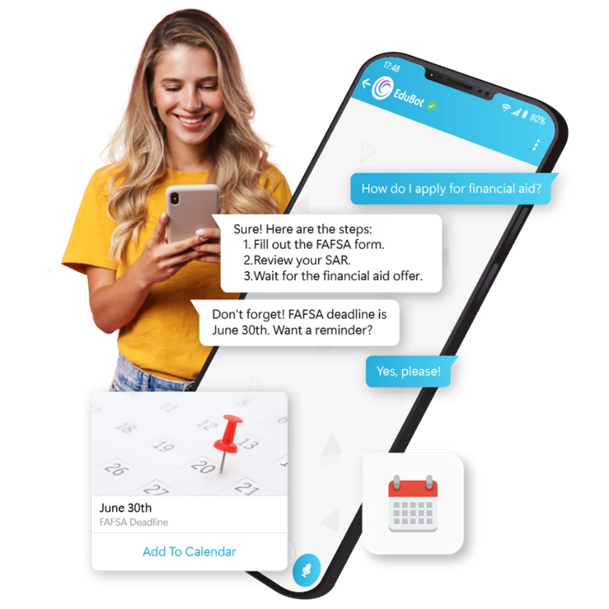 17:48
80%
EduBot
How do I apply for financial aid?
Sure! Here are the steps:
1. Fill out the FAFSA form.
2.Review your SAR.
3.Wait for the financial aid offer.
Don't forget! FAFSA deadline is
June 30th. Want a reminder?
Yes, please!
12
13
26
20
21
June 30th
FAFSA Deadline
Add To Calendar